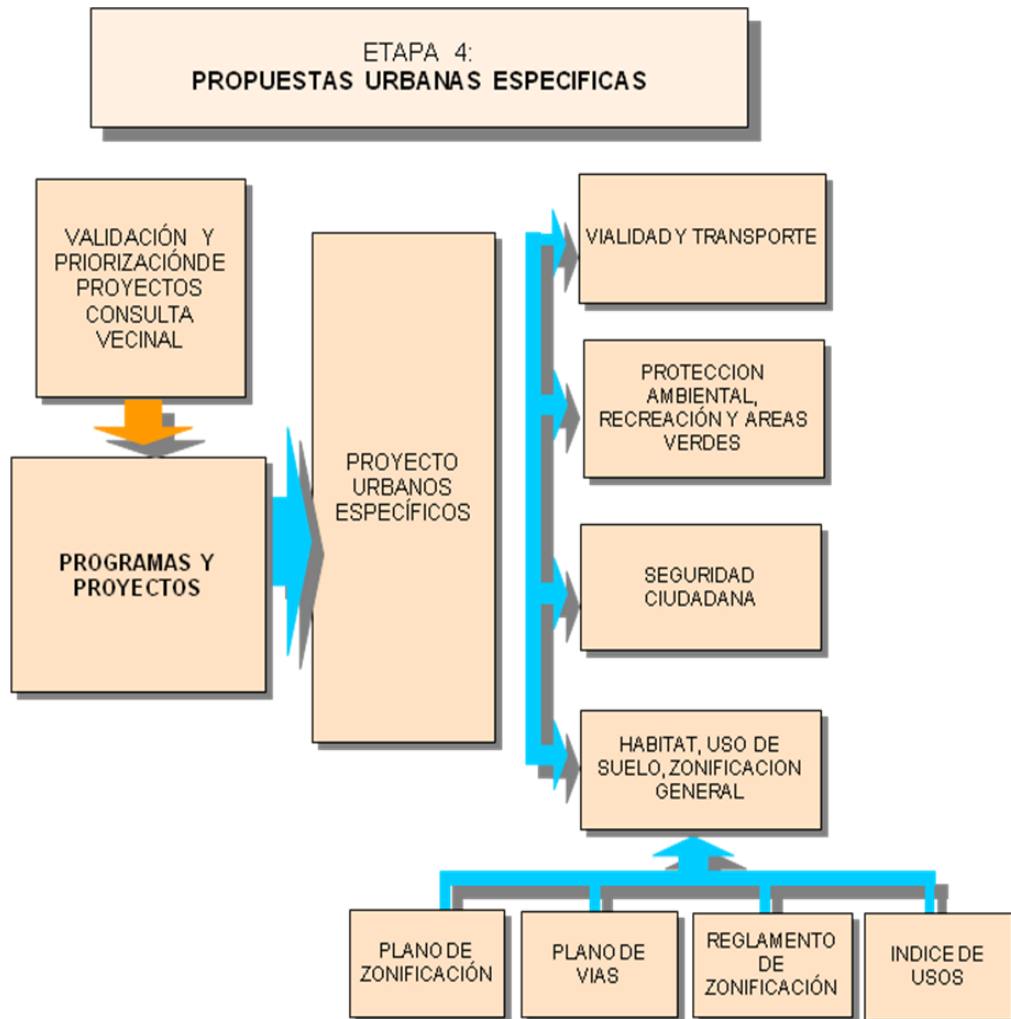 ETAPA 4:
PROPUESTAS URBANAS ESPECIFICAS
VALIDACIÓN Y
PRIORIZACIÓNDE
PROYECTOS
CONSULTA
VECINAL
PROGRAMAS Y
PROYECTOS
PROYECTO
URBANOS
ESPECÍFICOS
VIALIDAD Y TRANSPORTE
PROTECCION
AMBIENTAL,
RECREACIÓN Y AREAS
VERDES
SEGURIDAD
CIUDADANA
HABITAT, USO DE
SUELO, ZONIFICACION
GENERAL
PLANO DE
ZONIFICACIÓN
PLANO DE
VIAS
REGLAMENTO
DE
ZONIFICACIÓN
INDICE DE
USOS